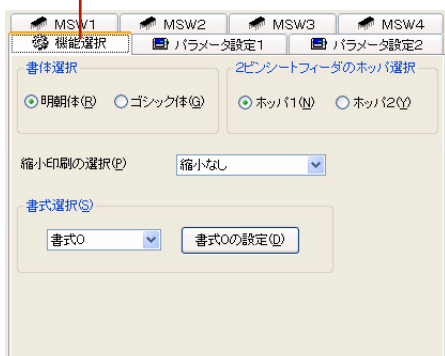 MSW1 MSW2 MSW3 MSW4
機能選択 パラメータ設定1 パラメータ設定2
書体選択 2ビンシートフィーダのホッパ選択
明朝体(R) ゴシック体(G) ホッパ1(N) ホッパ2(Y)
縮小印刷の選択(P) 縮小なし
書式選択(S)
書式0 書式0の設定(D)